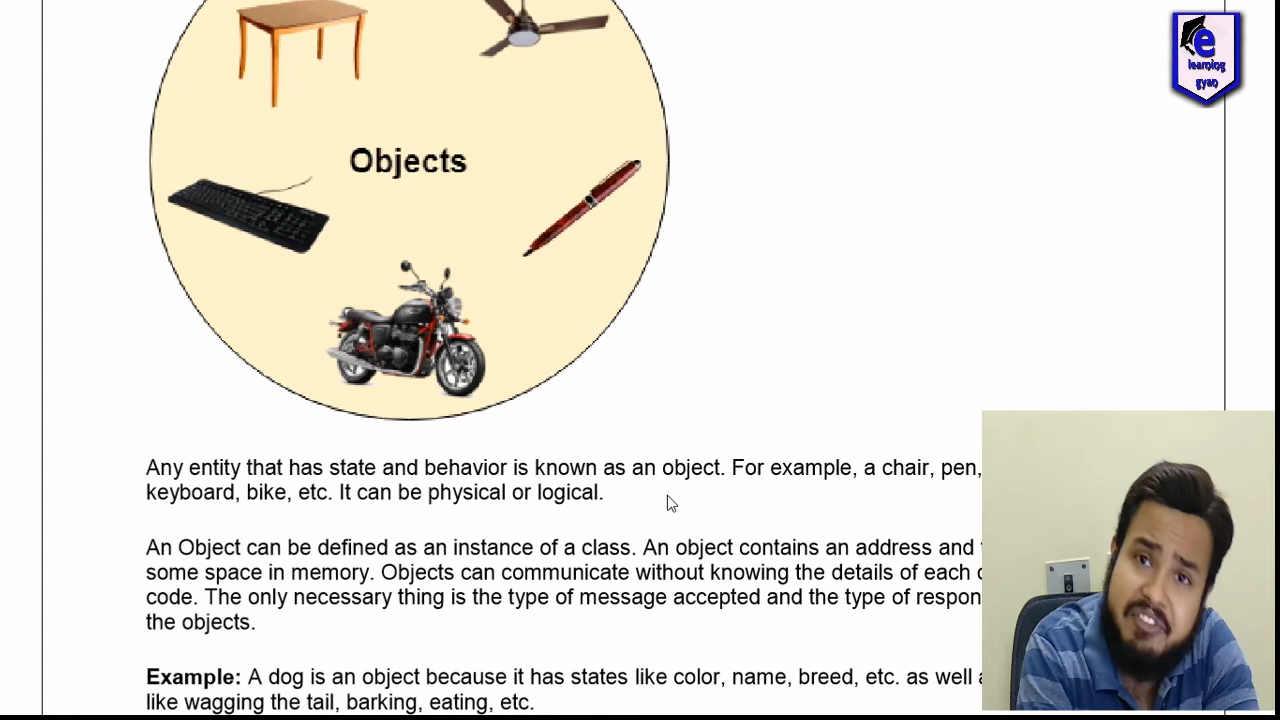 e
learning
gyan
Objects
Any entity that has state and behavior is known as an object. For example, a chair, pen,
keyboard, bike, etc. It can be physical or logical.
An Object can be defined as an instance of a class. An object contains an address and
some space in memory. Objects can communicate without knowing the details of each
code. The only necessary thing is the type of message accepted and the type of respon
the objects.
Example: A dog is an object because it has states like color, name, breed, etc. as well
like wagging the tail, barking, eating, etc.